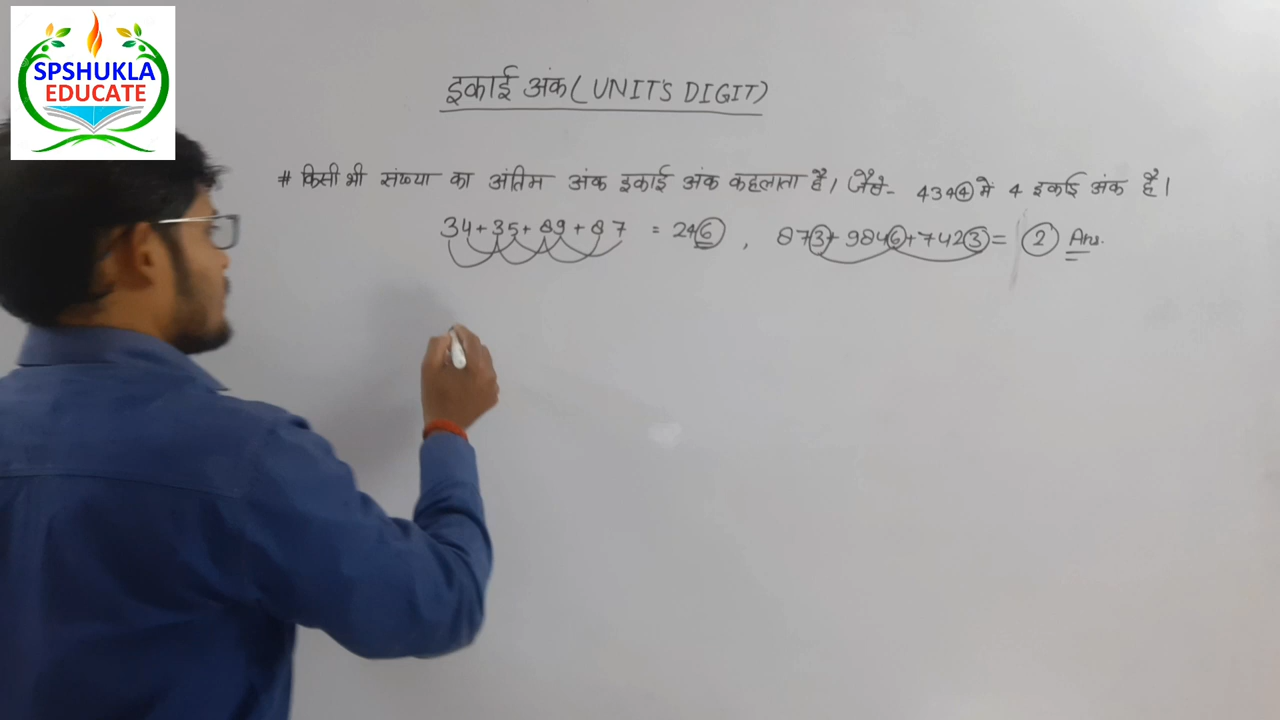 SPSHUKLA
EDUCATE
इकाई अंक (UNIT'S DIGIT)
# किसी भी संख्या का अंतिम अंक इकाई अंक कहलाता है। जैसे- 4344 में 4 इकाई अंक है।
34+35+89+87 = 246 , 873+9846+7423= 2 Ans.